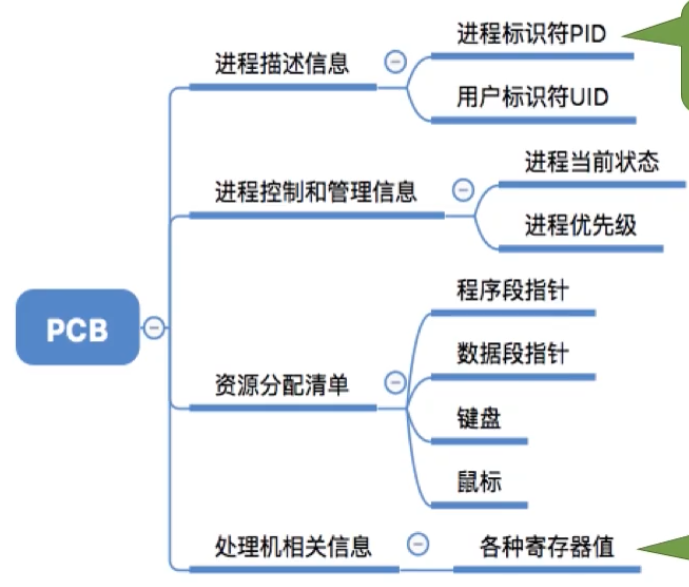 进程描述信息
进程标识符PID
用户标识符UID
进程控制和管理信息
进程当前状态
进程优先级
PCB
资源分配清单
程序段指针
数据段指针
键盘
鼠标
处理机相关信息
各种寄存器值